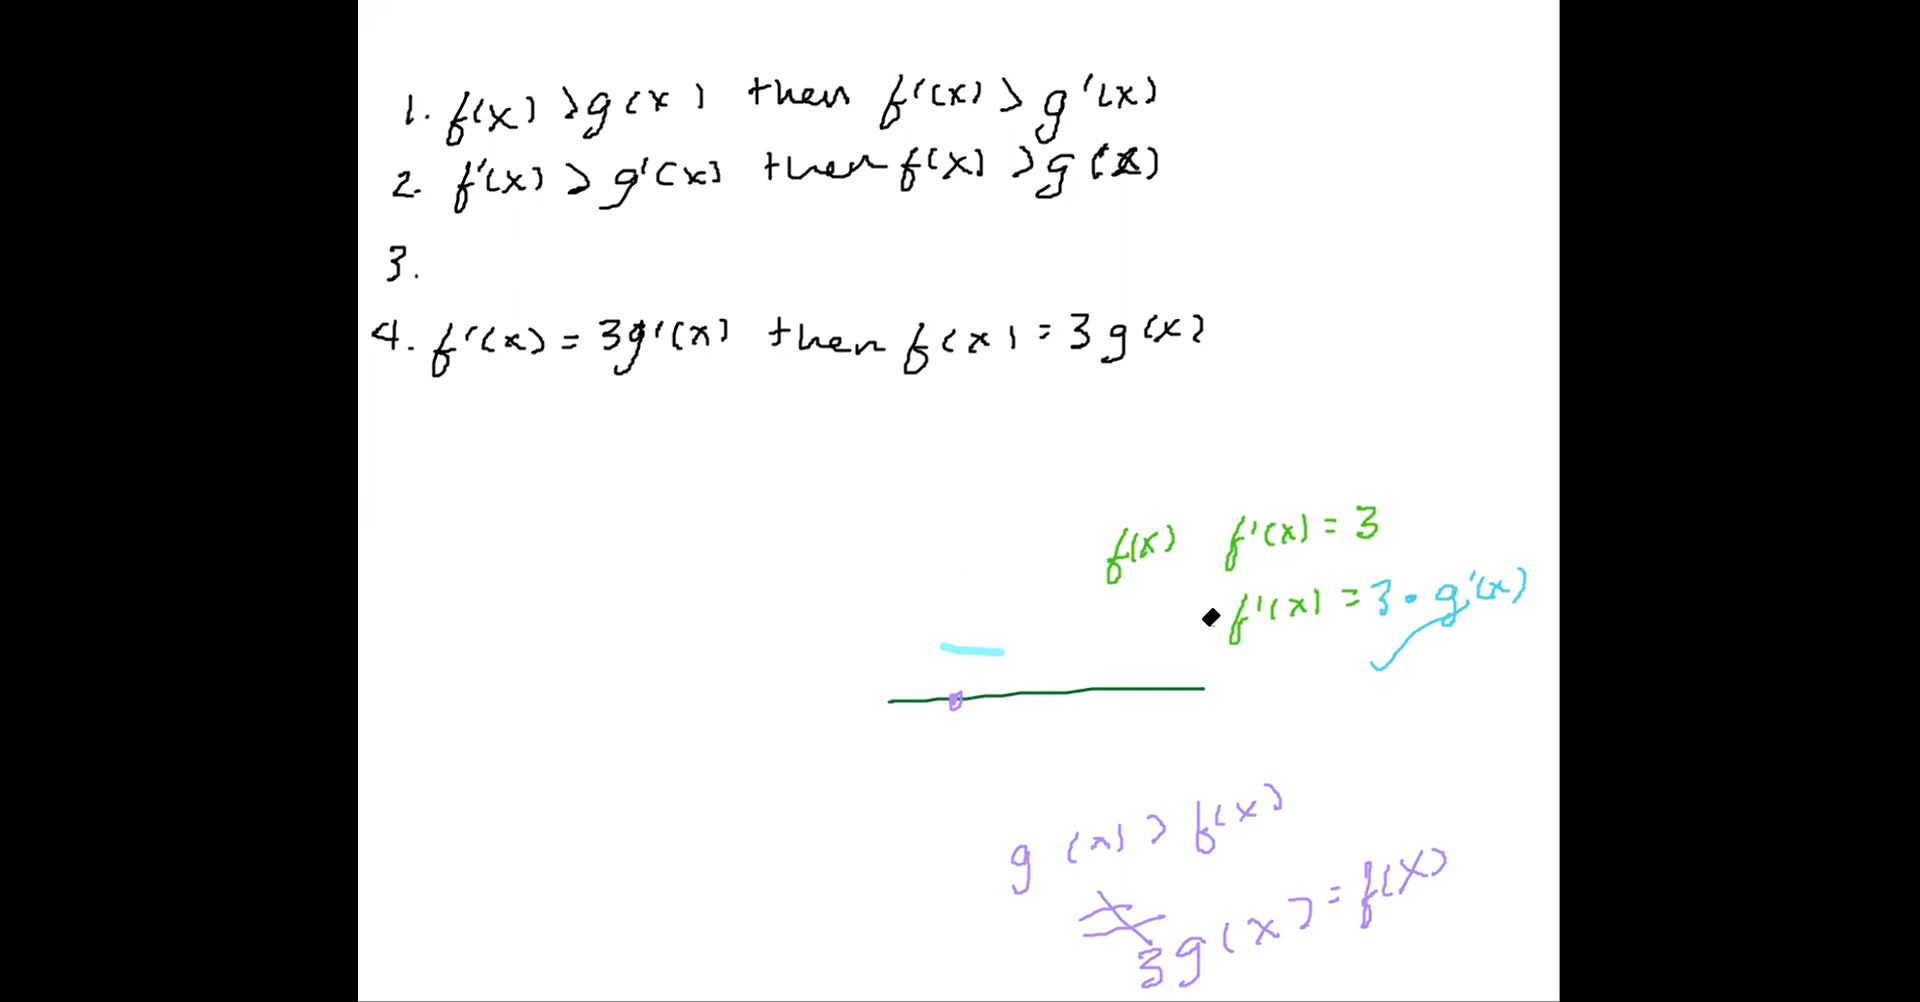 1. f(x) > g(x) then f'(x) > g'(x)
2. f'(x) > g'(x) then f(x) > g(x)
3.
4. f'(x) = 3g'(x) then f(x) = 3g(x)
f(x) f'(x) = 3
f'(x) = 3 • g'(x)
g(x) > f(x)
3g(x) = f(x)